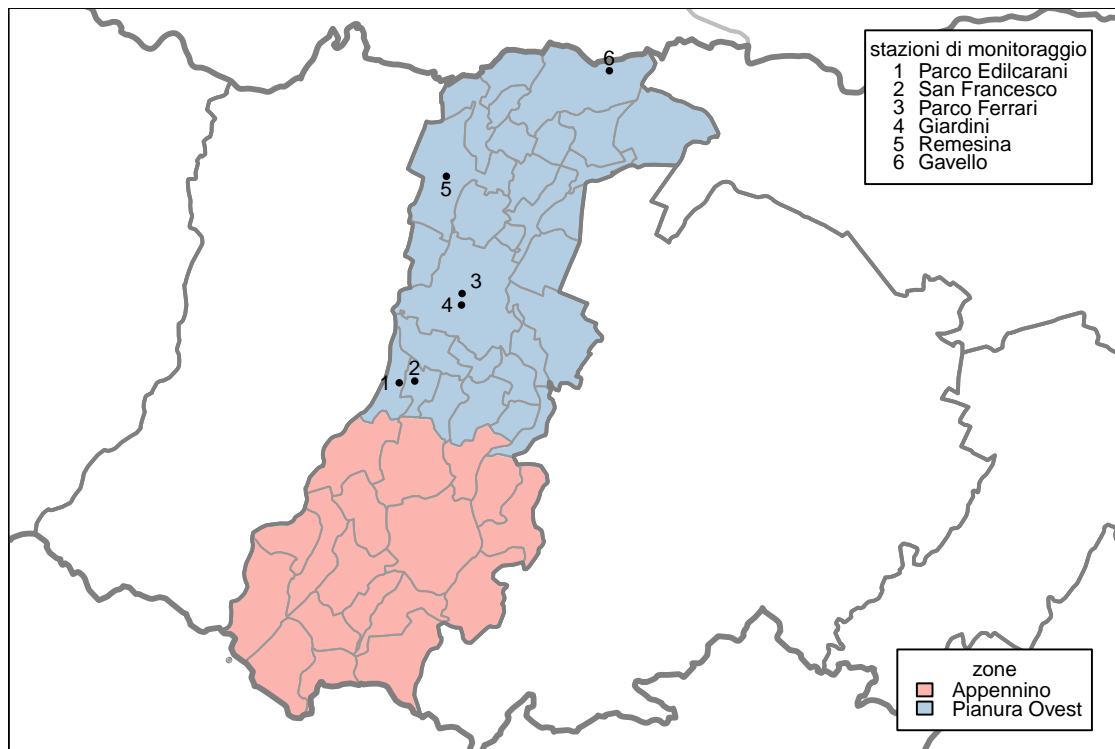 stazioni di monitoraggio
1 Parco Edilcarani
2 San Francesco
3 Parco Ferrari
4 Giardini
5 Remesina
6 Gavello
6
5
3
4
2
1
zone
Appennino
Pianura Ovest